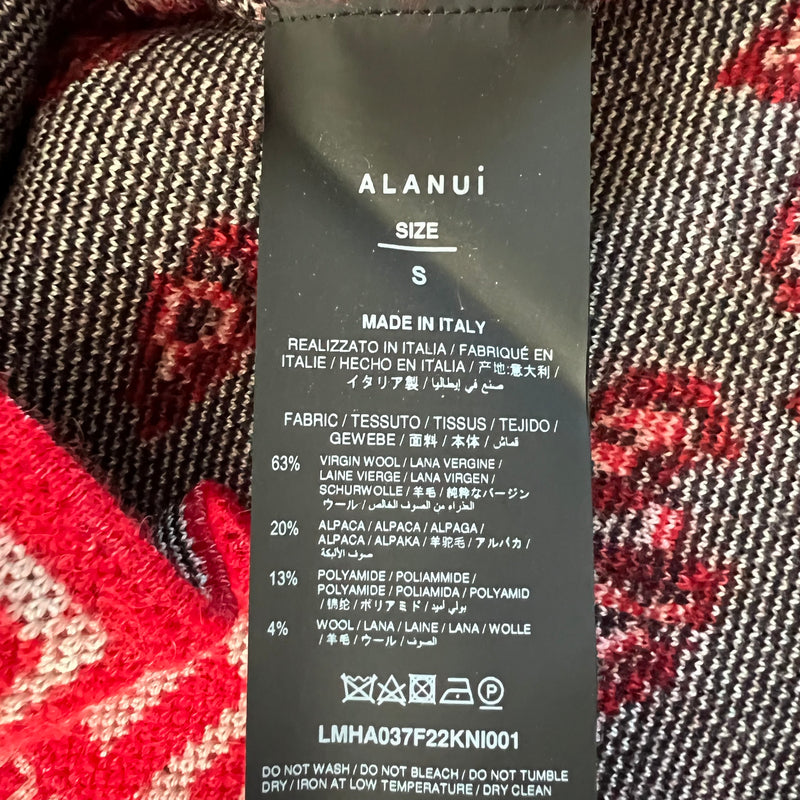 ALANUi
SIZE
S
MADE IN ITALY
REALIZZATO IN ITALIA / FABRIQUÉ EN
ITALIE / HECHO EN ITALIA / 产地:意大利 /
イタリア製 / صنع في إيطاليا
FABRIC / TESSUTO / TISSUS / TEJIDO /
GEWEBE / 面料 / 本体 / قماش
63% VIRGIN WOOL / LANA VERGINE /
LAINE VIERGE / LANA VIRGEN /
SCHURWOLLE / 羊毛 / 純粋なバージン
ウール / العذراء من الصوف الخالص
20% ALPACA / ALPACA / ALPAGA /
ALPACA / ALPAKA / 羊驼毛 / アルパカ /
صوف الألبكة
13% POLYAMIDE / POLIAMMIDE /
POLYAMIDE / POLIAMIDA / POLYAMID
/ 锦纶 / ポリアミド / بولي أميد
4% WOOL / LANA / LAINE / LANA / WOLLE
/ 羊毛 / ウール / الصوف
P
LMHA037F22KNI001
DO NOT WASH / DO NOT BLEACH / DO NOT TUMBLE
DRY / IRON AT LOW TEMPERATURE / DRY CLEAN